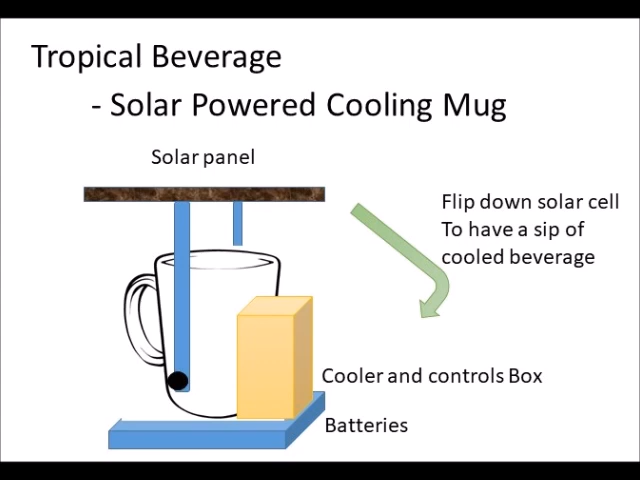 Tropical Beverage
- Solar Powered Cooling Mug
Solar panel
Flip down solar cell
To have a sip of
cooled beverage
Cooler and controls Box
Batteries